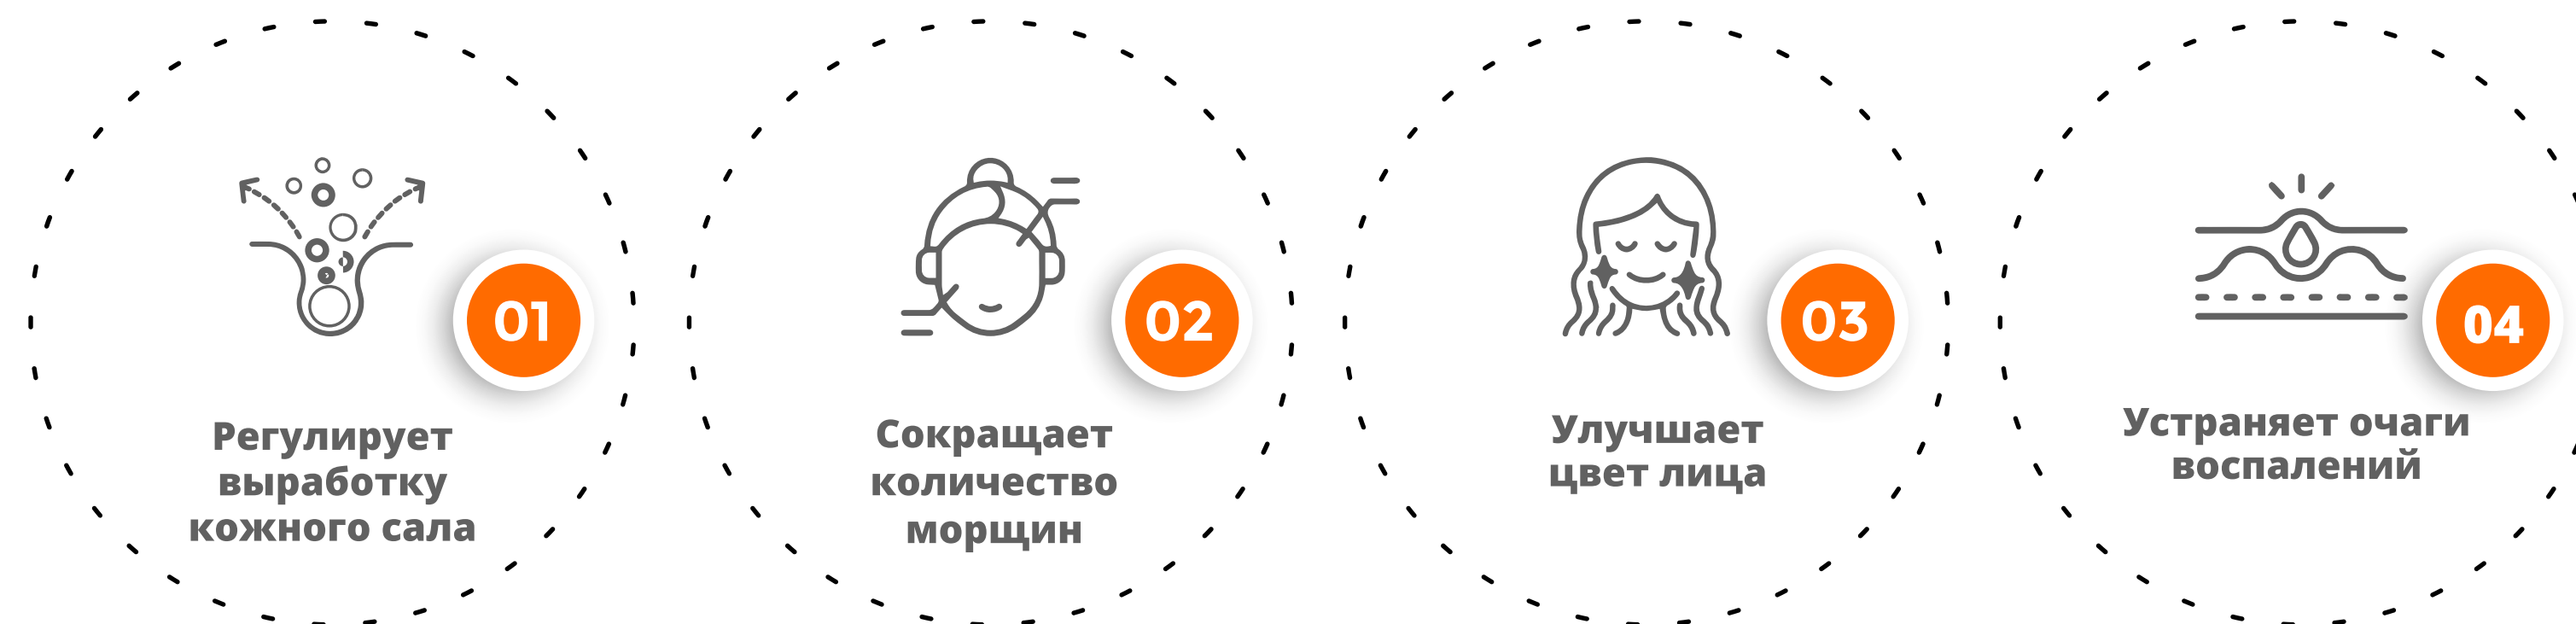 01
Регулирует
выработку
кожного сала
02
Сокращает
количество
морщин
03
Улучшает
цвет лица
04
Устраняет очаги
воспалений